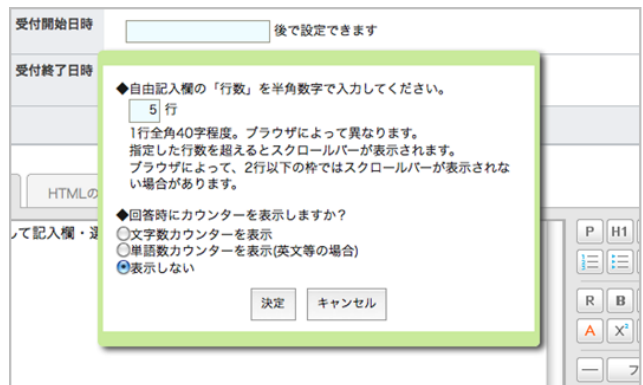 受付開始日時
後で設定できます
受付終了日時
◆自由記入欄の「行数」を半角数字で入力してください。
5 行
1行全角40字程度。ブラウザによって異なります。
指定した行数を超えるとスクロールバーが表示されます。
ブラウザによって、2行以下の枠ではスクロールバーが表示されな
い場合があります。
HTMLの
◆回答時にカウンターを表示しますか？
して記入欄・選
文字数カウンターを表示
P H1
単語数カウンターを表示(英文等の場合)
表示しない
決定 キャンセル
R B
A X²
フ